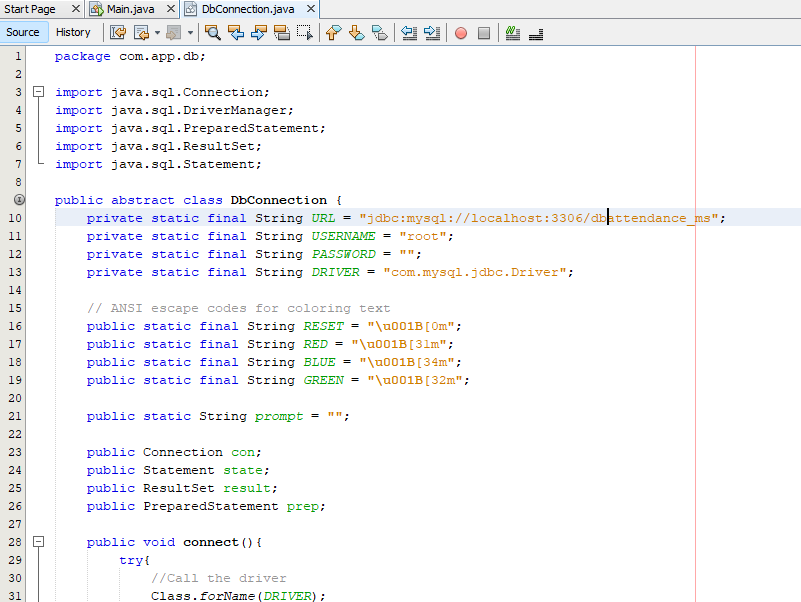 Start Page Main.java DbConnection.java
Source History
1 package com.app.db;
2
3 import java.sql.Connection;
4 import java.sql.DriverManager;
5 import java.sql.PreparedStatement;
6 import java.sql.ResultSet;
7 import java.sql.Statement;
8
public abstract class DbConnection {
10 private static final String URL = "jdbc:mysql://localhost:3306/dbattendance_ms";
11 private static final String USERNAME = "root";
12 private static final String PASSWORD = "";
13 private static final String DRIVER = "com.mysql.jdbc.Driver";
14
15 // ANSI escape codes for coloring text
16 public static final String RESET = "\u001B[0m";
17 public static final String RED = "\u001B[31m";
18 public static final String BLUE = "\u001B[34m";
19 public static final String GREEN = "\u001B[32m";
20
21 public static String prompt = "";
22
23 public Connection con;
24 public Statement state;
25 public ResultSet result;
26 public PreparedStatement prep;
27
28 public void connect(){
29 try{
30 //Call the driver
31 Class.forName(DRIVER);